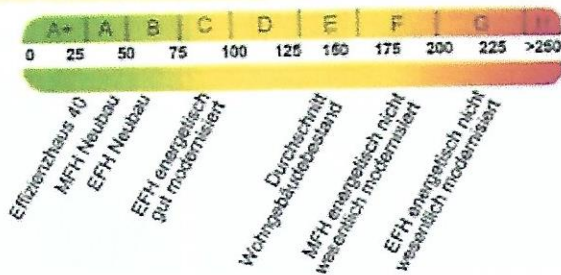 A+ A B C D E F G H
0 25 50 75 100 125 150 175 200 225 >250
Effizienzhaus 40
MFH Neubau
EFH Neubau
EFH energetisch
gut modernisiert
Durchschnitt
Wohngebäudebestand
MFH energetisch nicht
wesentlich modernisiert
EFH energetisch nicht
wesentlich modernisiert